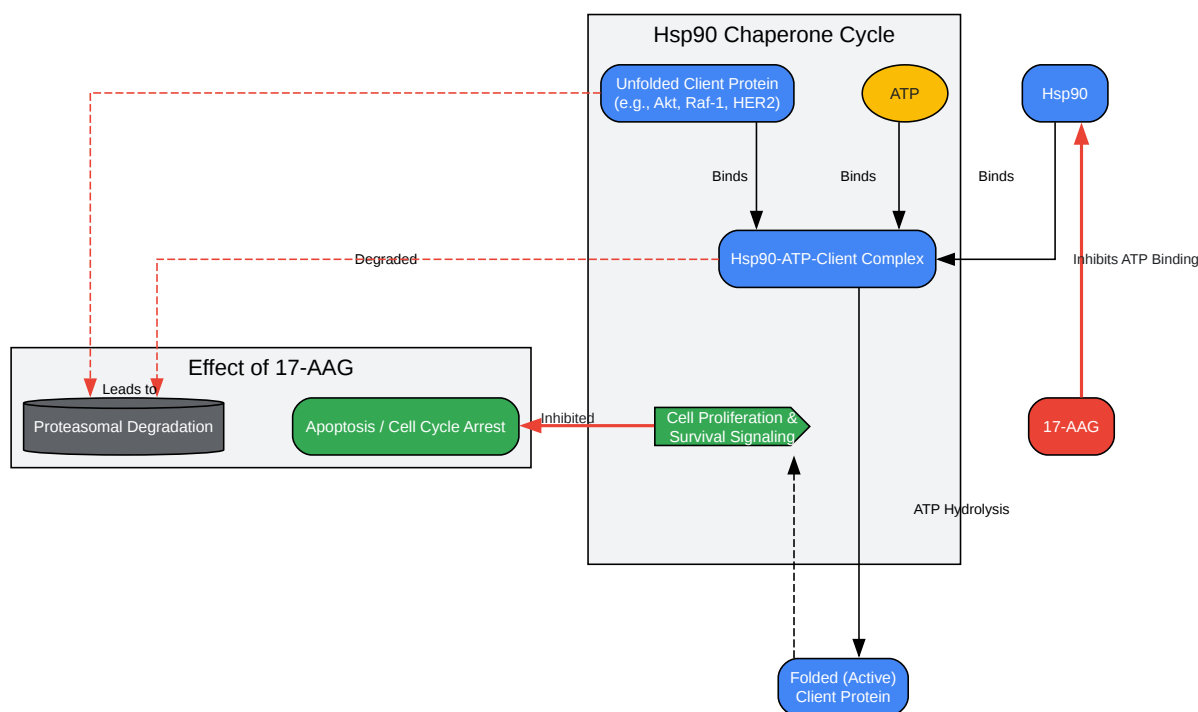 Hsp90 Chaperone Cycle
Unfolded Client Protein
(e.g., Akt, Raf-1, HER2)
ATP
Hsp90
Binds
Binds
Binds
Hsp90-ATP-Client Complex
Degraded
Inhibits ATP Binding
Effect of 17-AAG
Leads to
Proteasomal Degradation
Apoptosis / Cell Cycle Arrest
Inhibited
Cell Proliferation &
Survival Signaling
17-AAG
ATP Hydrolysis
Folded (Active)
Client Protein